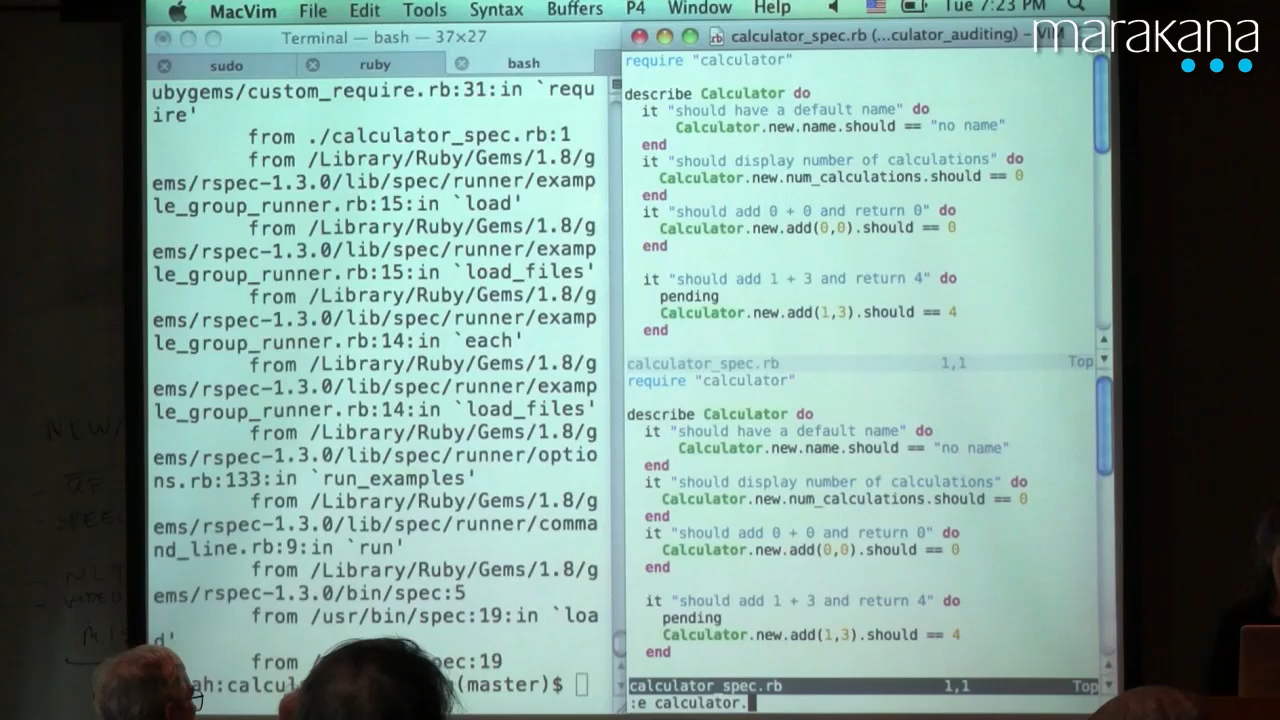 MacVim File Edit Tools Syntax Buffers P4 Window Help Tue 7:23 PM
marakana
Terminal — bash — 37×27
sudo ruby bash
ubygems/custom_require.rb:31:in `requ
ire'
from ./calculator_spec.rb:1
from /Library/Ruby/Gems/1.8/g
ems/rspec-1.3.0/lib/spec/runner/examp
le_group_runner.rb:15:in `load'
from /Library/Ruby/Gems/1.8/g
ems/rspec-1.3.0/lib/spec/runner/examp
le_group_runner.rb:15:in `load_files'
from /Library/Ruby/Gems/1.8/g
ems/rspec-1.3.0/lib/spec/runner/examp
le_group_runner.rb:14:in `each'
from /Library/Ruby/Gems/1.8/g
ems/rspec-1.3.0/lib/spec/runner/examp
le_group_runner.rb:14:in `load_files'
from /Library/Ruby/Gems/1.8/g
ems/rspec-1.3.0/lib/spec/runner/optio
ns.rb:133:in `run_examples'
from /Library/Ruby/Gems/1.8/g
ems/rspec-1.3.0/lib/spec/runner/comma
nd_line.rb:9:in `run'
from /Library/Ruby/Gems/1.8/g
ems/rspec-1.3.0/bin/spec:5
from /usr/bin/spec:19:in `loa
d'
from /
ec:19
ah:calcul
(master)$
calculator_spec.rb (...culator_auditing) – VIM
require "calculator"
describe Calculator do
it "should have a default name" do
Calculator.new.name.should == "no name"
end
it "should display number of calculations" do
Calculator.new.num_calculations.should == 0
end
it "should add 0 + 0 and return 0" do
Calculator.new.add(0,0).should == 0
end
it "should add 1 + 3 and return 4" do
pending
Calculator.new.add(1,3).should == 4
end
calculator_spec.rb 1,1 Top
require "calculator"
describe Calculator do
it "should have a default name" do
Calculator.new.name.should == "no name"
end
it "should display number of calculations" do
Calculator.new.num_calculations.should == 0
end
it "should add 0 + 0 and return 0" do
Calculator.new.add(0,0).should == 0
end
it "should add 1 + 3 and return 4" do
pending
Calculator.new.add(1,3).should == 4
end
calculator_spec.rb 1,1 Top
:e calculator.